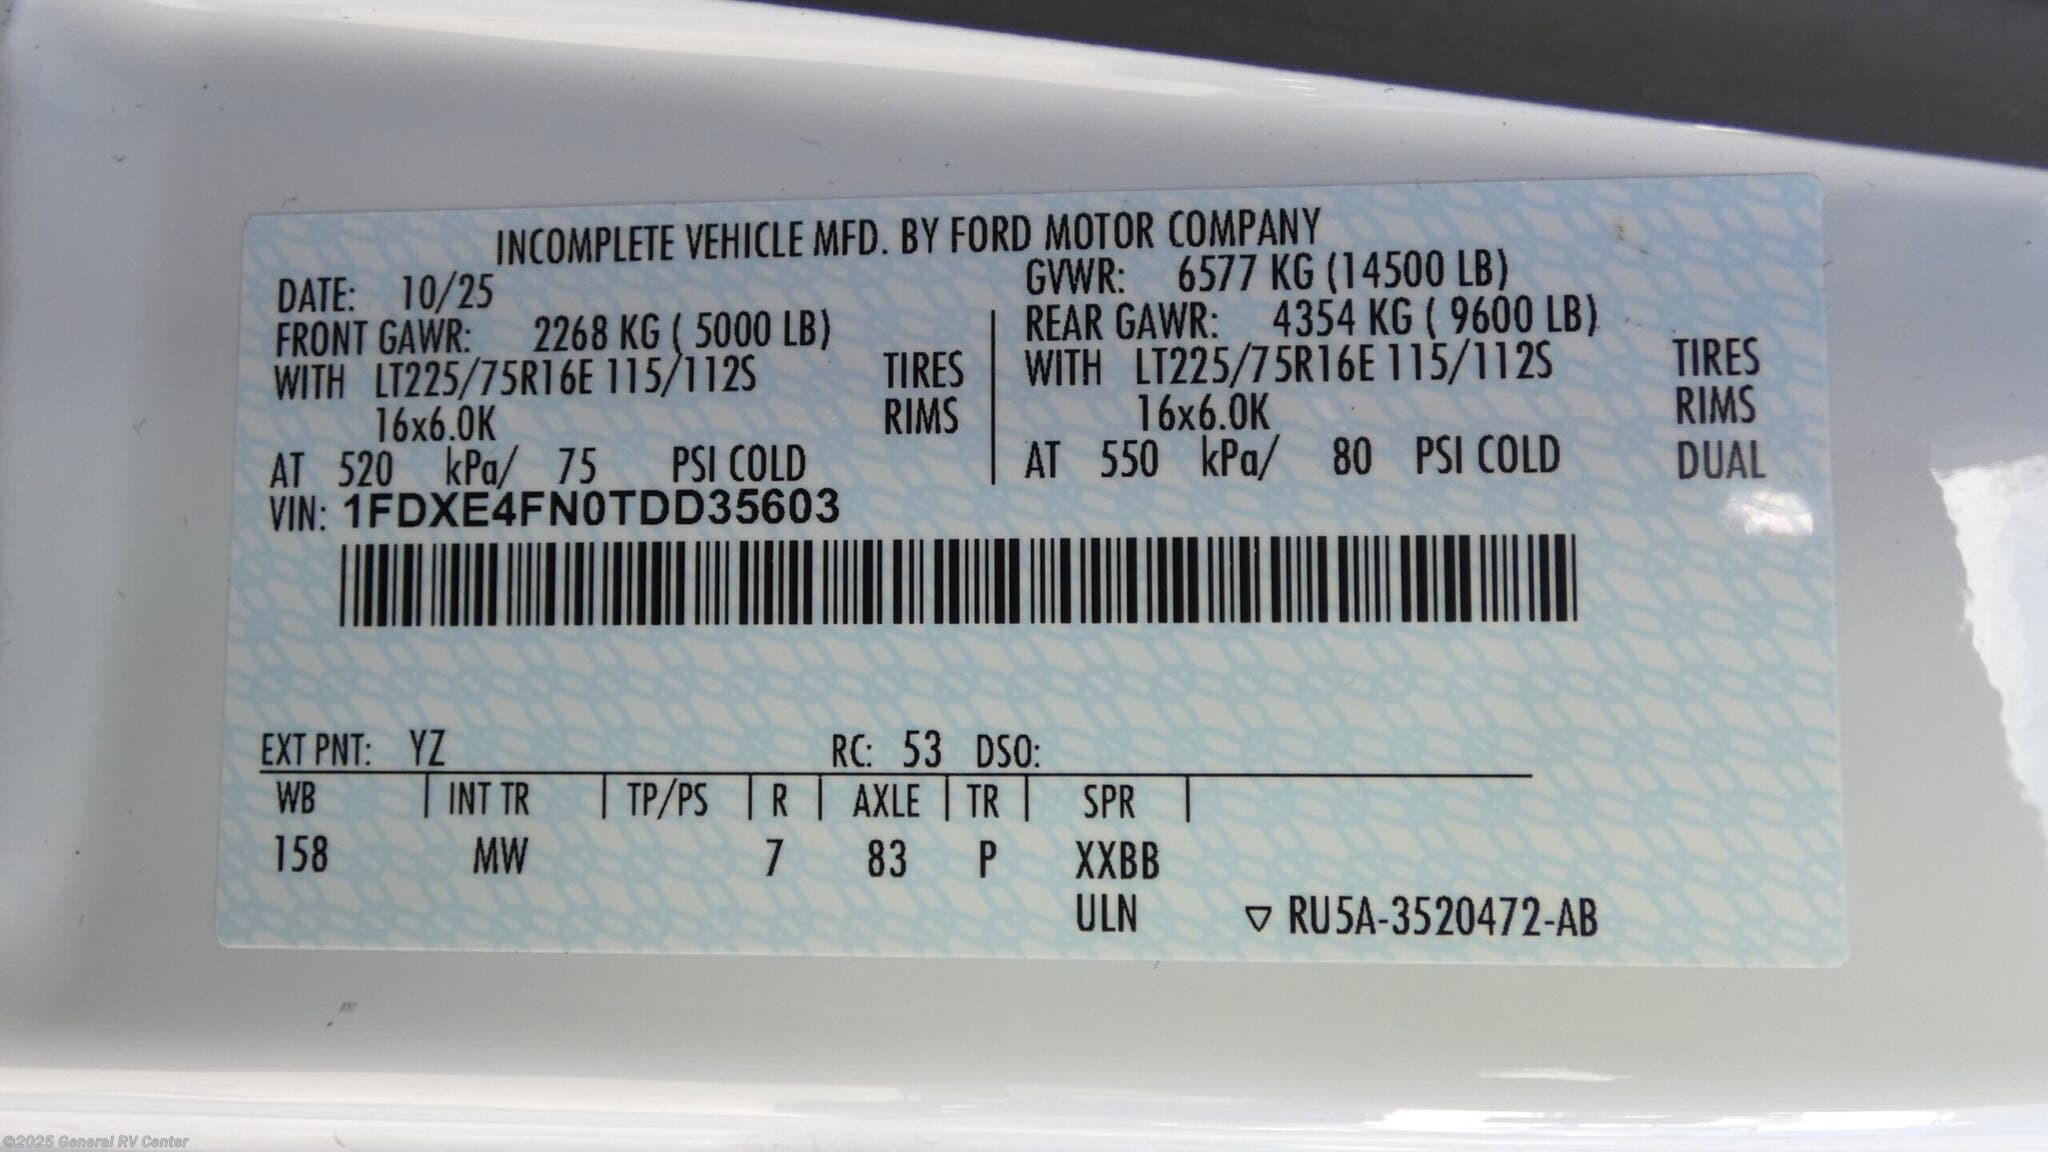 INCOMPLETE VEHICLE MFD. BY FORD MOTOR COMPANY
DATE: 10/25 GVWR: 6577 KG (14500 LB)
FRONT GAWR: 2268 KG ( 5000 LB) REAR GAWR: 4354 KG ( 9600 LB)
WITH LT225/75R16E 115/112S TIRES WITH LT225/75R16E 115/112S TIRES
16x6.0K RIMS 16x6.0K RIMS
AT 520 kPa/ 75 PSI COLD AT 550 kPa/ 80 PSI COLD DUAL
VIN: 1FDXE4FN0TDD35603
EXT PNT: YZ RC: 53 DSO:
WB INT TR TP/PS R AXLE TR SPR
158 MW 7 83 P XXBB
ULN ▽ RU5A-3520472-AB
©2025 General RV Center